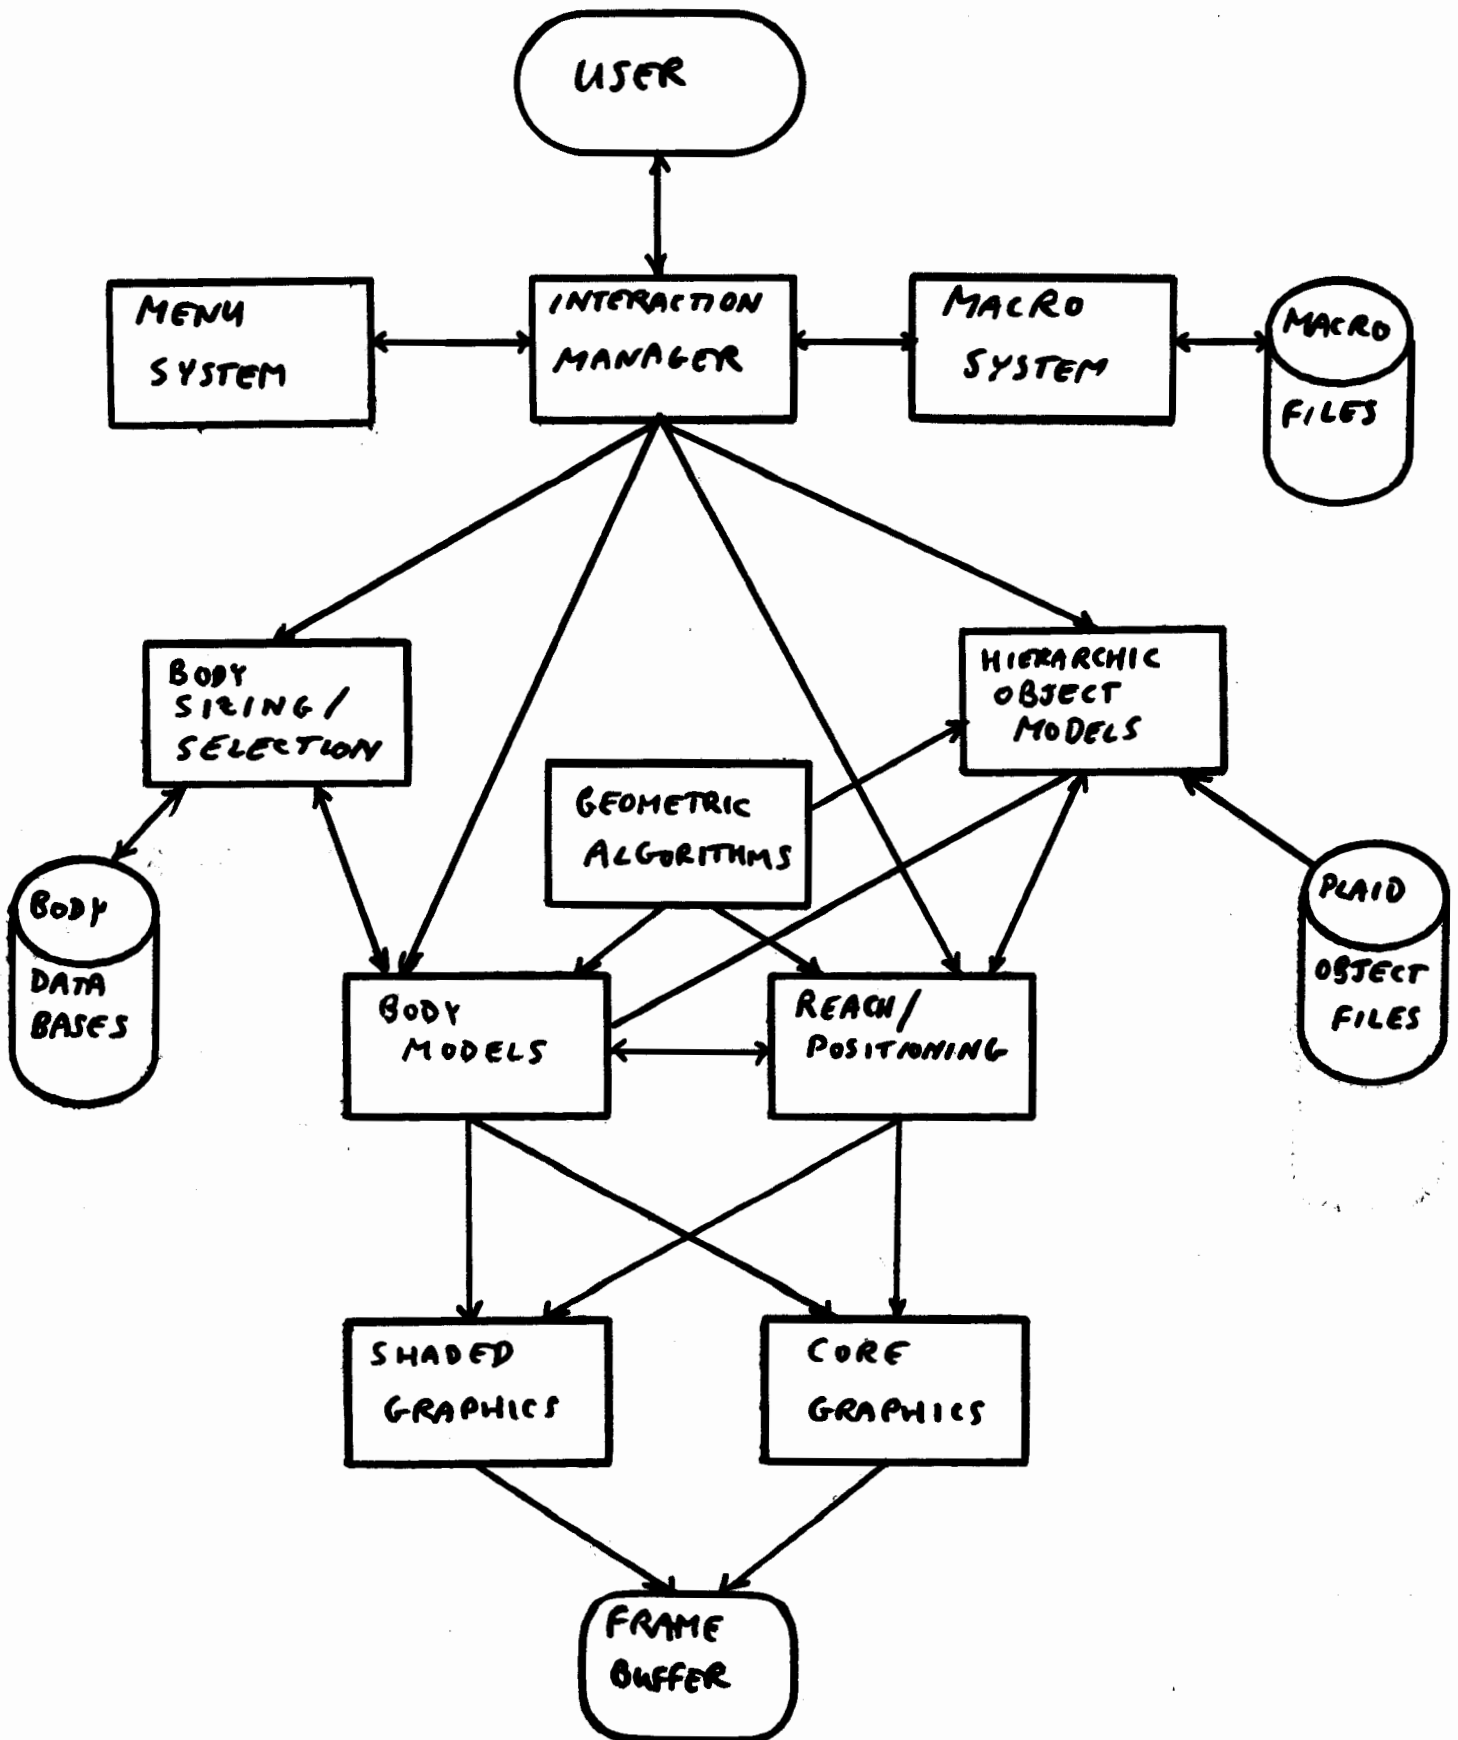 USER
MENU
SYSTEM
INTERACTION
MANAGER
MACRO
SYSTEM
MACRO
FILES
BODY
SIZING/
SELECTION
HIERARCHIC
OBJECT
MODELS
GEOMETRIC
ALGORITHMS
BODY
DATA
BASES
PLAID
OBJECT
FILES
BODY
MODELS
REACH/
POSITIONING
SHADED
GRAPHICS
CORE
GRAPHICS
FRAME
BUFFER